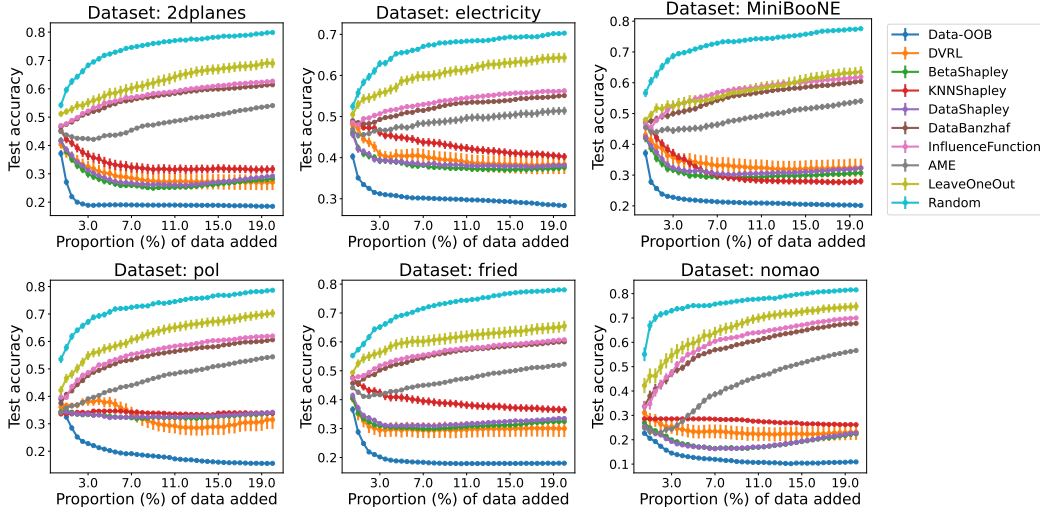 Dataset: 2dplanes
Dataset: electricity
Dataset: MiniBooNE
Test accuracy
0.8
0.7
0.6
0.5
0.4
0.3
0.2
3.0 7.0 11.0 15.0 19.0
Proportion (%) of data added
Test accuracy
0.7
0.6
0.5
0.4
0.3
3.0 7.0 11.0 15.0 19.0
Proportion (%) of data added
Test accuracy
0.8
0.7
0.6
0.5
0.4
0.3
0.2
3.0 7.0 11.0 15.0 19.0
Proportion (%) of data added
Data-OOB
DVRL
BetaShapley
KNNShapley
DataShapley
DataBanzhaf
InfluenceFunction
AME
LeaveOneOut
Random
Dataset: pol
Dataset: fried
Dataset: nomao
Test accuracy
0.8
0.7
0.6
0.5
0.4
0.3
0.2
3.0 7.0 11.0 15.0 19.0
Proportion (%) of data added
Test accuracy
0.8
0.7
0.6
0.5
0.4
0.3
0.2
3.0 7.0 11.0 15.0 19.0
Proportion (%) of data added
Test accuracy
0.8
0.7
0.6
0.5
0.4
0.3
0.2
0.1
3.0 7.0 11.0 15.0 19.0
Proportion (%) of data added